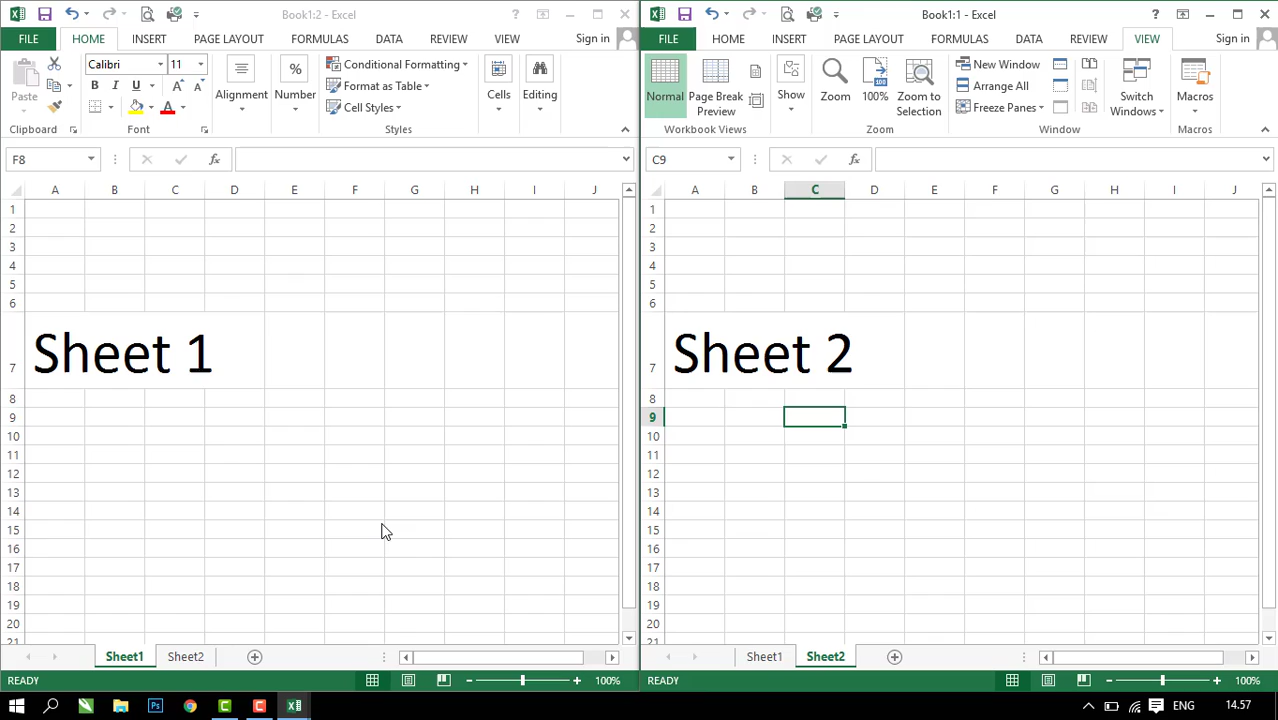 Book1:2 - Excel
FILE HOME INSERT PAGE LAYOUT FORMULAS DATA REVIEW VIEW Sign in
Calibri 11
Paste
B I U
A
Clipboard
Font
Alignment
%
Number
Conditional Formatting
Format as Table
Cell Styles
Styles
Cells
Editing
F8
fx
A B C D E F G H I J
1
2
3
4
5
6
7 Sheet 1
8
9
10
11
12
13
14
15
16
17
18
19
20
21
Sheet1 Sheet2
READY
100%
Book1:1 - Excel
FILE HOME INSERT PAGE LAYOUT FORMULAS DATA REVIEW VIEW Sign in
Normal
Page Break
Preview
Workbook Views
Show
Zoom
100%
Zoom to
Selection
Zoom
New Window
Arrange All
Freeze Panes
Switch
Windows
Window
Macros
Macros
C9
fx
A B C D E F G H I J
1
2
3
4
5
6
7 Sheet 2
8
9
10
11
12
13
14
15
16
17
18
19
20
21
Sheet1 Sheet2
READY
100%
Ps
ENG
14.57